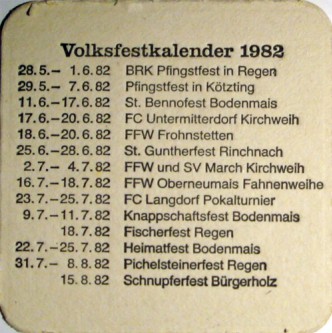 Volksfestkalender 1982
28.5.– 1.6.82 BRK Pfingstfest in Regen
29.5.– 7.6.82 Pfingstfest in Kötzting
11.6.–17.6.82 St. Bennofest Bodenmais
17.6.–20.6.82 FC Untermitterdorf Kirchweih
18.6.–20.6.82 FFW Frohnstetten
25.6.–28.6.82 St. Guntherfest Rinchnach
2.7.– 4.7.82 FFW und SV March Kirchweih
16.7.–18.7.82 FFW Oberneumais Fahnenweihe
23.7.–25.7.82 FC Langdorf Pokalturnier
9.7.–11.7.82 Knappschaftsfest Bodenmais
18.7.82 Fischerfest Regen
22.7.–25.7.82 Heimatfest Bodenmais
31.7.– 8.8.82 Pichelsteinerfest Regen
15.8.82 Schnupferfest Bürgerholz